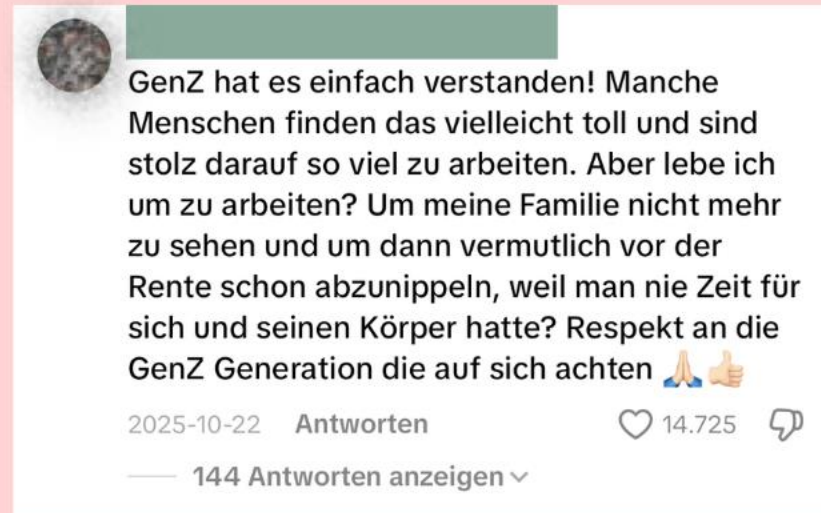 GenZ hat es einfach verstanden! Manche
Menschen finden das vielleicht toll und sind
stolz darauf so viel zu arbeiten. Aber lebe ich
um zu arbeiten? Um meine Familie nicht mehr
zu sehen und um dann vermutlich vor der
Rente schon abzunippeln, weil man nie Zeit für
sich und seinen Körper hatte? Respekt an die
GenZ Generation die auf sich achten 🙏🏻👍🏻
2025-10-22 Antworten 14.725
144 Antworten anzeigen